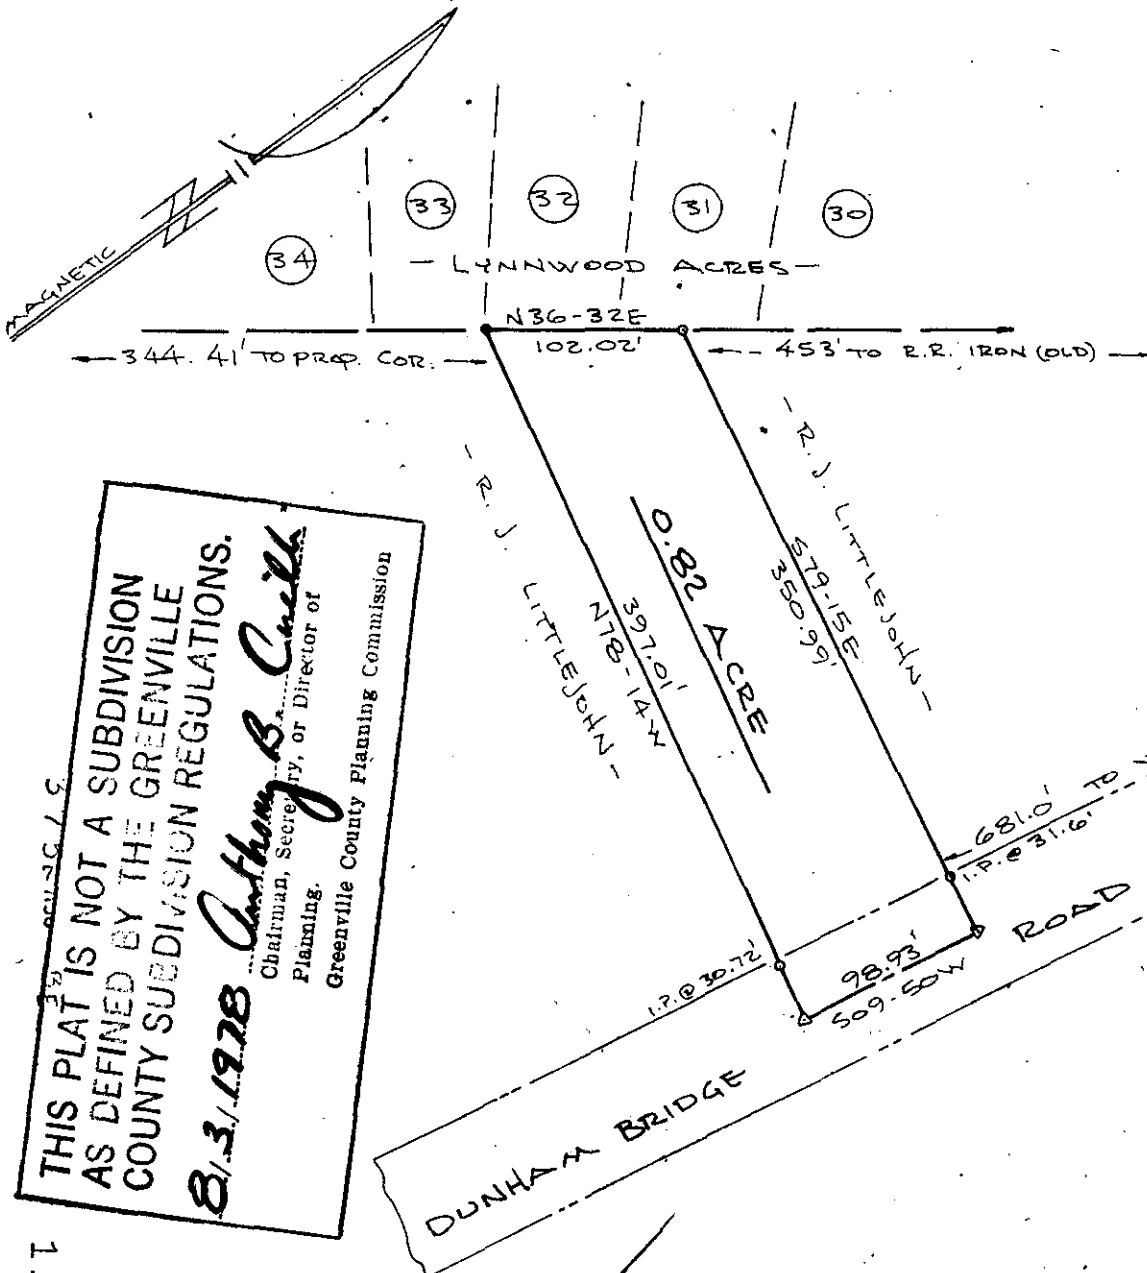 MAGNETIC
34
33
32
31
30
- LYNNWOOD ACRES -
N36-32E
102.02'
344.41' TO PROP. COR.
453' TO R.R. IRON (OLD)
- R. J. LITTLEJOHN -
397.01'
N78-14W
0.82 ACRE
- R. J. LITTLEJOHN -
S79-15E
350.99'
681.0' TO
I.P. @ 31.6'
I.P. @ 30.72'
98.93'
S09-50W
DUNHAM BRIDGE ROAD
THIS PLAT IS NOT A SUBDIVISION
AS DEFINED BY THE GREENVILLE
COUNTY SUBDIVISION REGULATIONS.
8/3/1978 Anthony B.
Chairman, Secretary, or Director of
Planning.
Greenville County Planning Commission